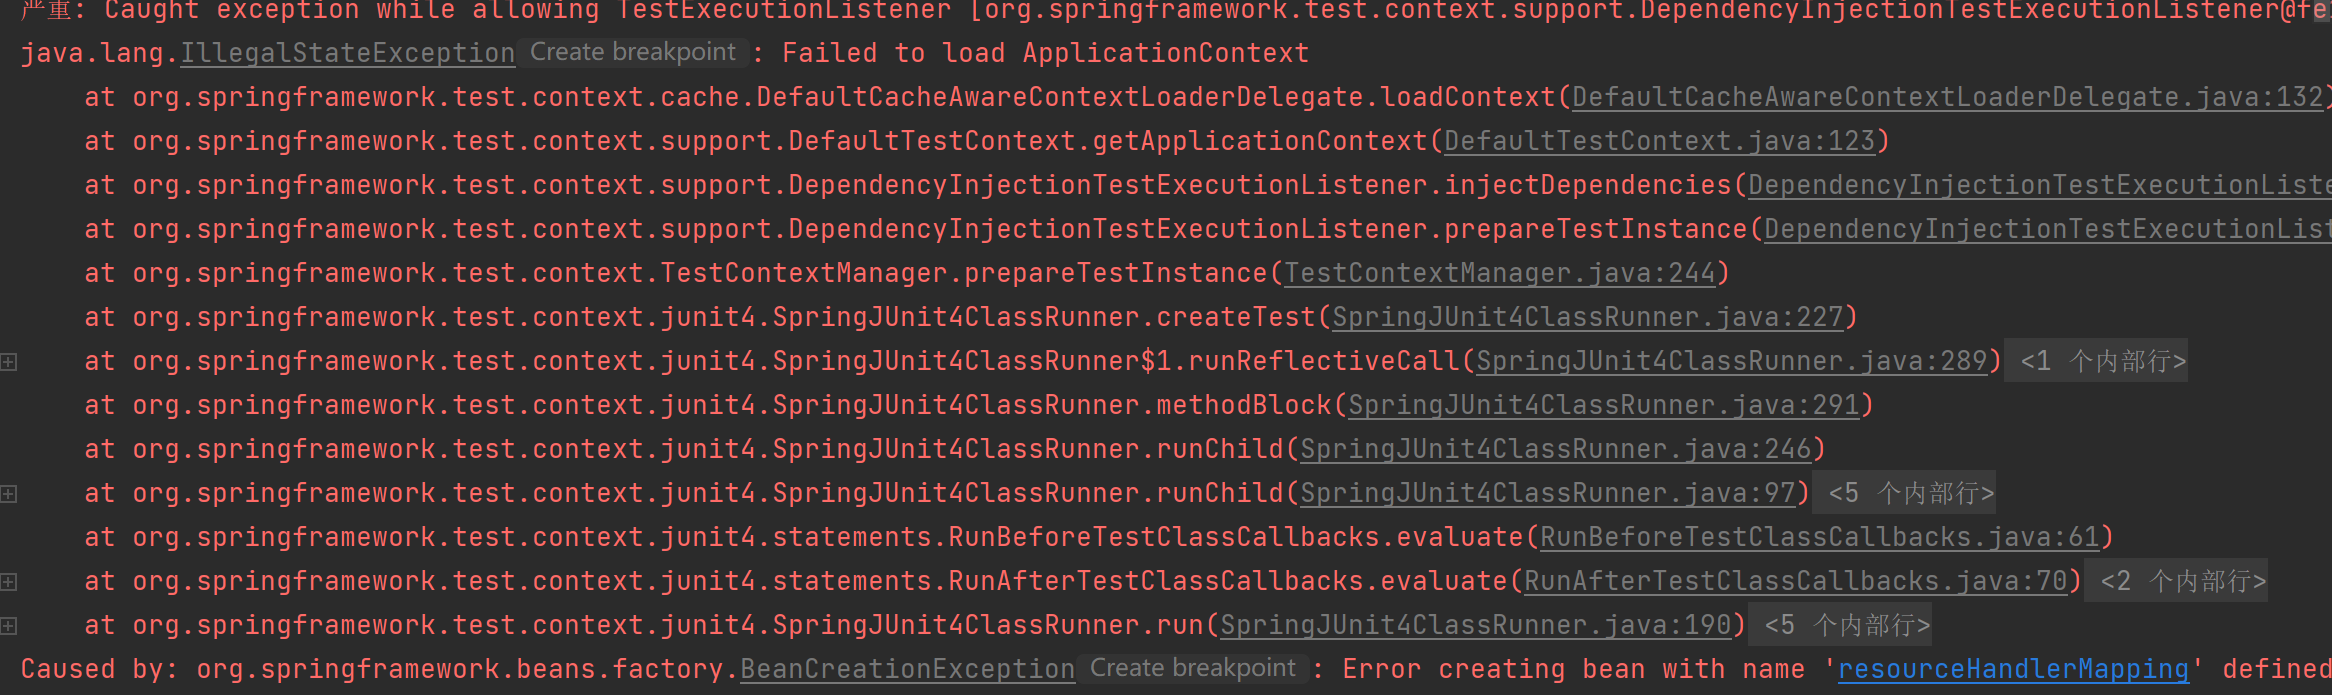 严重: Caught exception while allowing TestExecutionListener [org.springframework.test.context.support.DependencyInjectionTestExecutionListener@fe
java.lang.IllegalStateException Create breakpoint : Failed to load ApplicationContext
at org.springframework.test.context.cache.DefaultCacheAwareContextLoaderDelegate.loadContext(DefaultCacheAwareContextLoaderDelegate.java:132)
at org.springframework.test.context.support.DefaultTestContext.getApplicationContext(DefaultTestContext.java:123)
at org.springframework.test.context.support.DependencyInjectionTestExecutionListener.injectDependencies(DependencyInjectionTestExecutionListe
at org.springframework.test.context.support.DependencyInjectionTestExecutionListener.prepareTestInstance(DependencyInjectionTestExecutionList
at org.springframework.test.context.TestContextManager.prepareTestInstance(TestContextManager.java:244)
at org.springframework.test.context.junit4.SpringJUnit4ClassRunner.createTest(SpringJUnit4ClassRunner.java:227)
at org.springframework.test.context.junit4.SpringJUnit4ClassRunner$1.runReflectiveCall(SpringJUnit4ClassRunner.java:289) <1 个内部行>
at org.springframework.test.context.junit4.SpringJUnit4ClassRunner.methodBlock(SpringJUnit4ClassRunner.java:291)
at org.springframework.test.context.junit4.SpringJUnit4ClassRunner.runChild(SpringJUnit4ClassRunner.java:246)
at org.springframework.test.context.junit4.SpringJUnit4ClassRunner.runChild(SpringJUnit4ClassRunner.java:97) <5 个内部行>
at org.springframework.test.context.junit4.statements.RunBeforeTestClassCallbacks.evaluate(RunBeforeTestClassCallbacks.java:61)
at org.springframework.test.context.junit4.statements.RunAfterTestClassCallbacks.evaluate(RunAfterTestClassCallbacks.java:70) <2 个内部行>
at org.springframework.test.context.junit4.SpringJUnit4ClassRunner.run(SpringJUnit4ClassRunner.java:190) <5 个内部行>
Caused by: org.springframework.beans.factory.BeanCreationException Create breakpoint : Error creating bean with name 'resourceHandlerMapping' defined